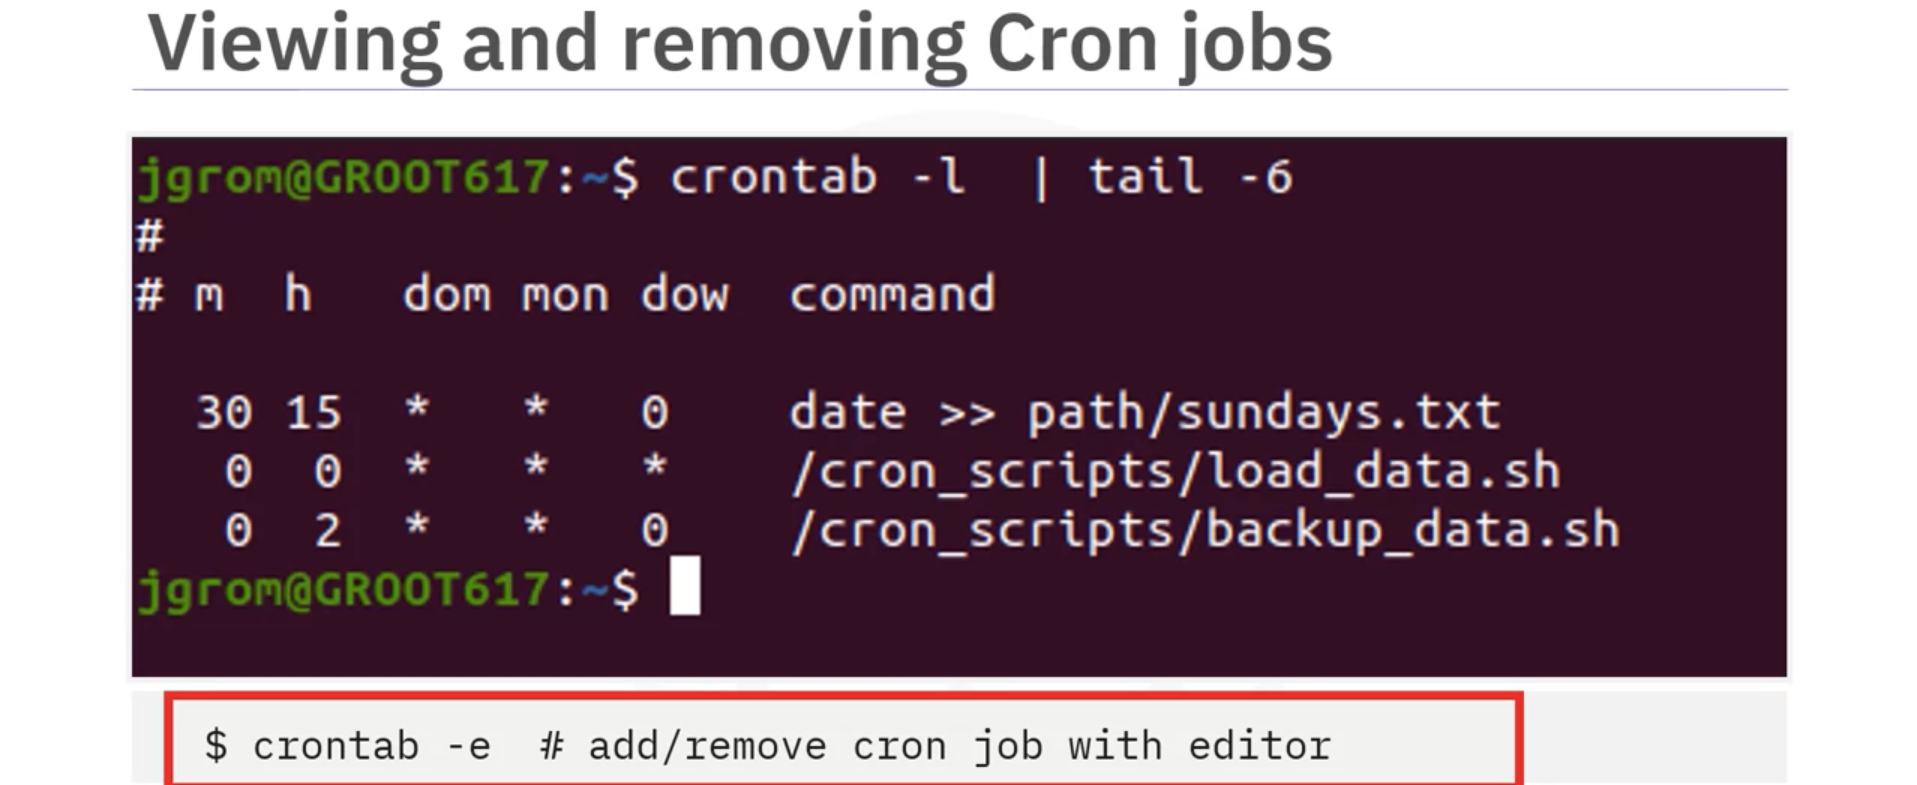 Viewing and removing Cron jobs
jgrom@GROOT617:~$ crontab -l  | tail -6
#
# m  h   dom mon dow  command
30 15  *   *   0    date >> path/sundays.txt
0  0  *   *   *    /cron_scripts/load_data.sh
0  2  *   *   0    /cron_scripts/backup_data.sh
jgrom@GROOT617:~$
$ crontab -e  # add/remove cron job with editor